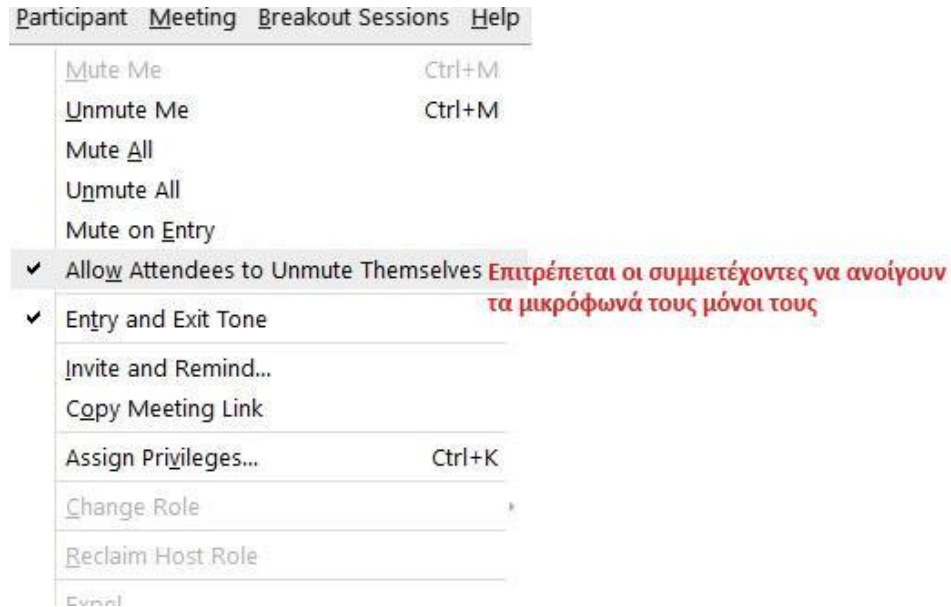 Participant Meeting Breakout Sessions Help
Mute Me Ctrl+M
Unmute Me Ctrl+M
Mute All
Unmute All
Mute on Entry
Allow Attendees to Unmute Themselves Επιτρέπεται οι συμμετέχοντες να ανοίγουν
τα μικρόφωνά τους μόνοι τους
Entry and Exit Tone
Invite and Remind...
Copy Meeting Link
Assign Privileges... Ctrl+K
Change Role
Reclaim Host Role
Expel